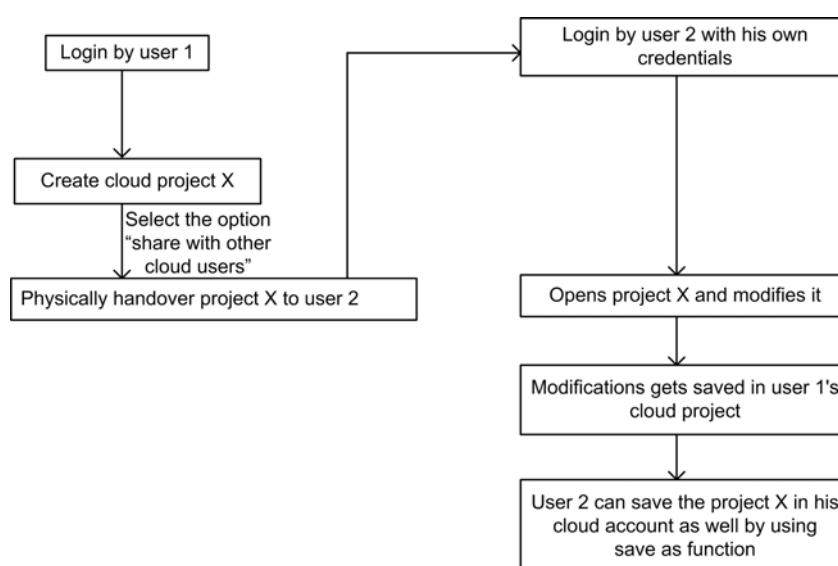 Login by user 1
Create cloud project X
Select the option
“share with other
cloud users”
Physically handover project X to user 2
Login by user 2 with his own
credentials
Opens project X and modifies it
Modifications gets saved in user 1's
cloud project
User 2 can save the project X in his
cloud account as well by using
save as function